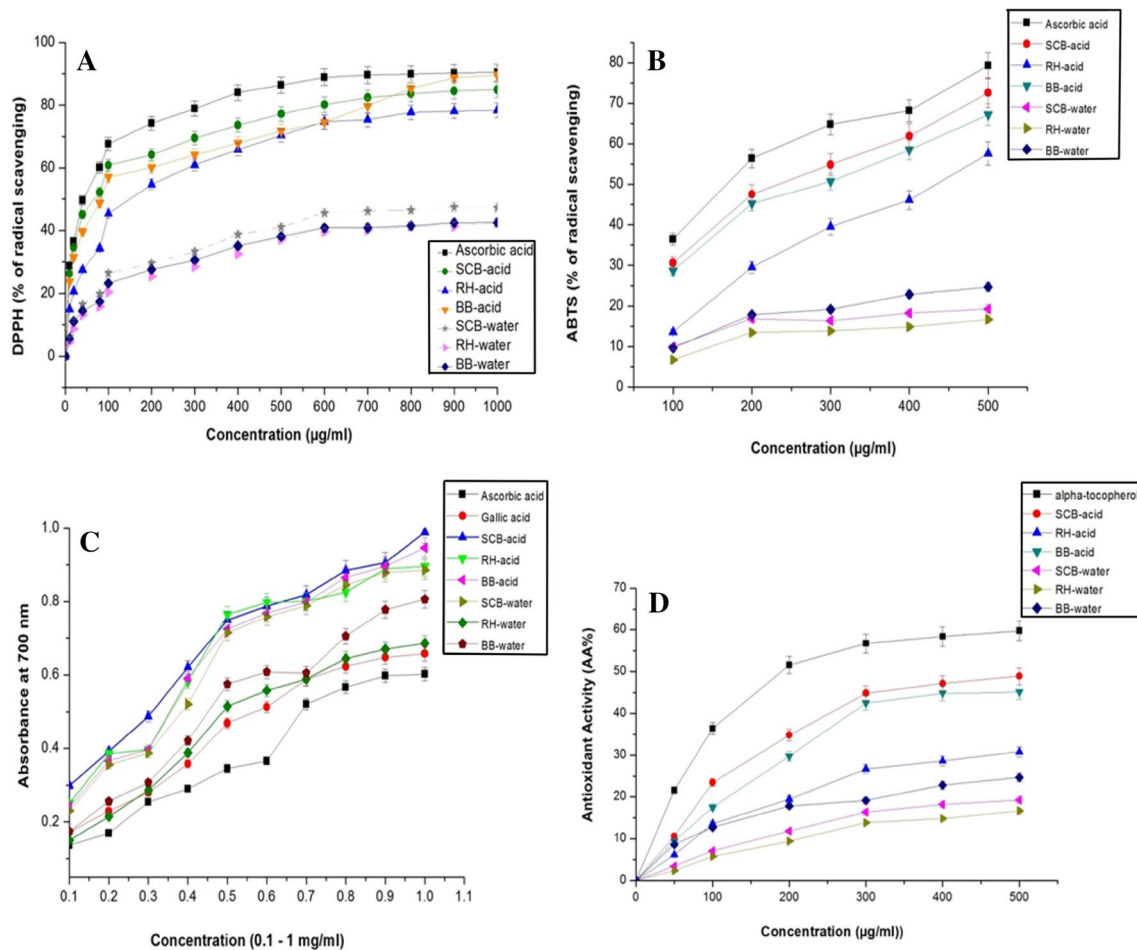 A
DPPH (% of radical scavenging)
100
80
60
40
20
0
0 100 200 300 400 500 600 700 800 900 1000
Concentration (µg/ml)
Ascorbic acid
SCB-acid
RH-acid
BB-acid
SCB-water
RH-water
BB-water
B
ABTS (% of radical scavenging)
80
70
60
50
40
30
20
10
0
100 200 300 400 500
Concentration (µg/ml)
Ascorbic acid
SCB-acid
RH-acid
BB-acid
SCB-water
RH-water
BB-water
C
Absorbance at 700 nm
1.0
0.8
0.6
0.4
0.2
0.1 0.2 0.3 0.4 0.5 0.6 0.7 0.8 0.9 1.0 1.1
Concentration (0.1 - 1 mg/ml)
Ascorbic acid
Gallic acid
SCB-acid
RH-acid
BB-acid
SCB-water
RH-water
BB-water
D
Antioxidant Activity (AA%)
70
60
50
40
30
20
10
0
0 100 200 300 400 500
Concentration (µg/ml))
alpha-tocopherol
SCB-acid
RH-acid
BB-acid
SCB-water
RH-water
BB-water